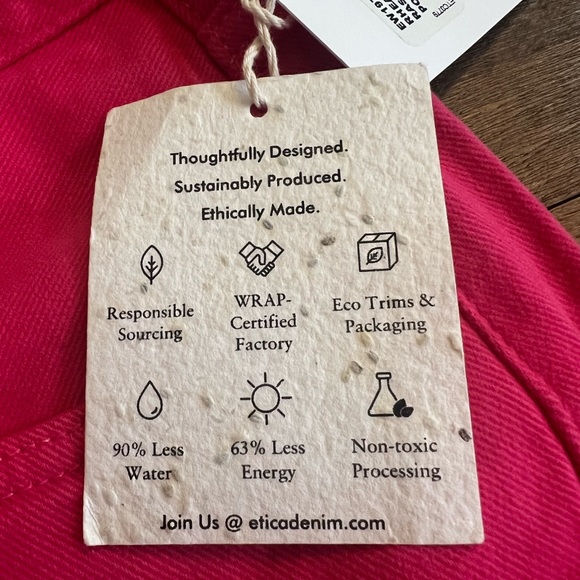 Thoughtfully Designed.
Sustainably Produced.
Ethically Made.
Responsible
Sourcing
WRAP-
Certified
Factory
Eco Trims &
Packaging
90% Less
Water
63% Less
Energy
Non-toxic
Processing
Join Us @ eticadenim.com